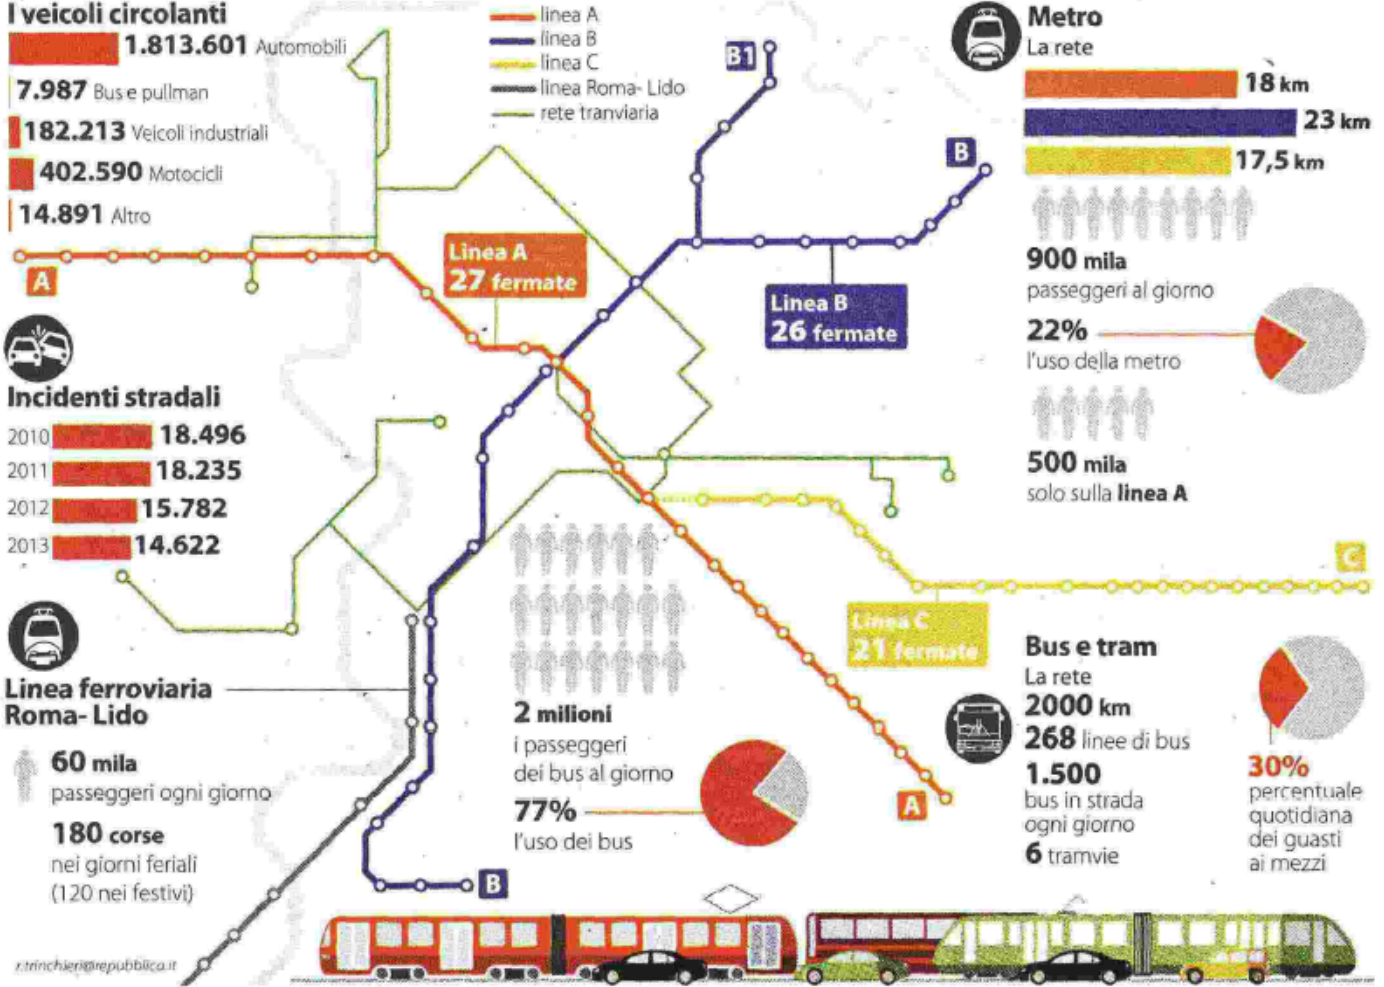 I veicoli circolanti
1.813.601 Automobili
7.987 Bus e pullman
182.213 Veicoli industriali
402.590 Motocicli
14.891 Altro
linea A
linea B
linea C
linea Roma- Lido
rete tranviaria
B1
B
Metro
La rete
18 km
23 km
17,5 km
900 mila
passeggeri al giorno
22%
l'uso della metro
500 mila
solo sulla linea A
A
Linea A
27 fermate
Linea B
26 fermate
Incidenti stradali
2010 18.496
2011 18.235
2012 15.782
2013 14.622
C
Linea C
21 fermate
Linea ferroviaria
Roma- Lido
60 mila
passeggeri ogni giorno
180 corse
nei giorni feriali
(120 nei festivi)
2 milioni
i passeggeri
dei bus al giorno
77%
l'uso dei bus
A
B
Bus e tram
La rete
2000 km
268 linee di bus
1.500
bus in strada
ogni giorno
6 tramvie
30%
percentuale
quotidiana
dei guasti
ai mezzi
r.trinchieri@repubblica.it